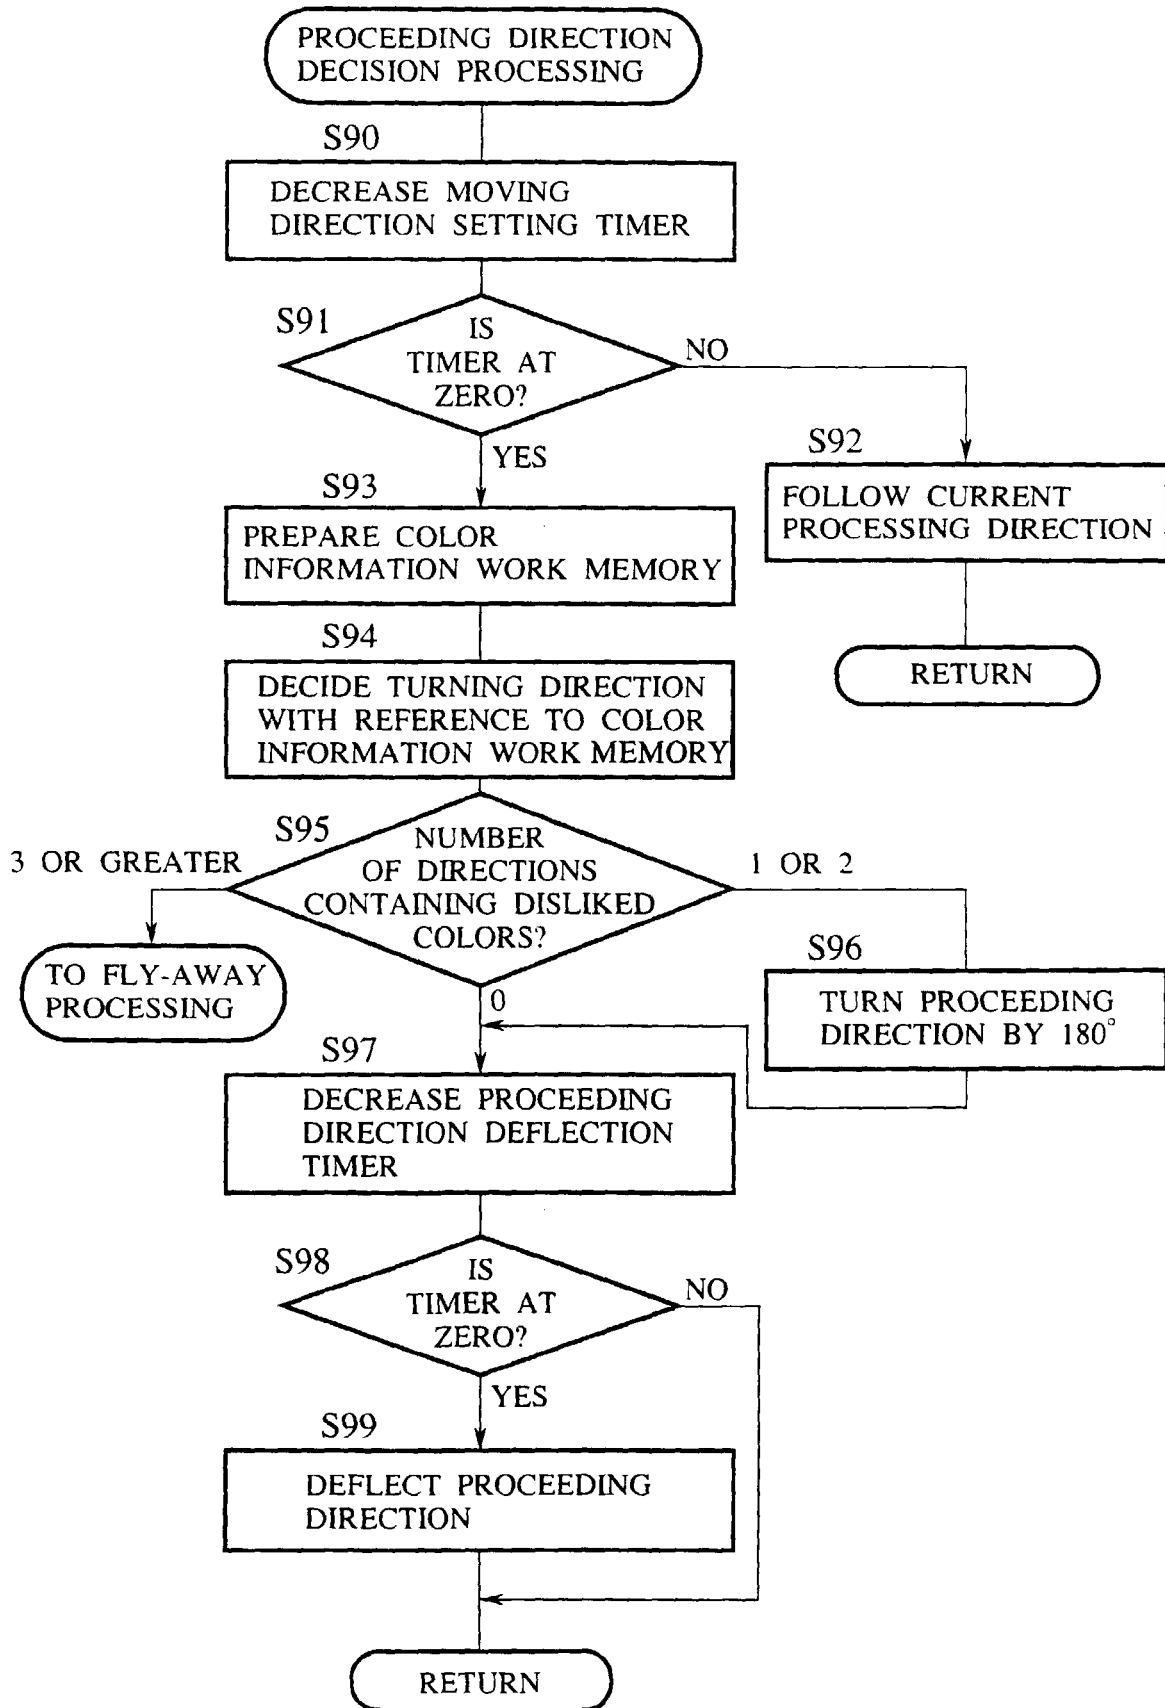 PROCEEDING DIRECTION
DECISION PROCESSING
S90
DECREASE MOVING
DIRECTION SETTING TIMER
S91
IS
TIMER AT
ZERO?
NO
YES
S92
FOLLOW CURRENT
PROCESSING DIRECTION
RETURN
S93
PREPARE COLOR
INFORMATION WORK MEMORY
S94
DECIDE TURNING DIRECTION
WITH REFERENCE TO COLOR
INFORMATION WORK MEMORY
S95
NUMBER
OF DIRECTIONS
CONTAINING DISLIKED
COLORS?
3 OR GREATER
1 OR 2
0
TO FLY-AWAY
PROCESSING
S96
TURN PROCEEDING
DIRECTION BY 180°
S97
DECREASE PROCEEDING
DIRECTION DEFLECTION
TIMER
S98
IS
TIMER AT
ZERO?
NO
YES
S99
DEFLECT PROCEEDING
DIRECTION
RETURN